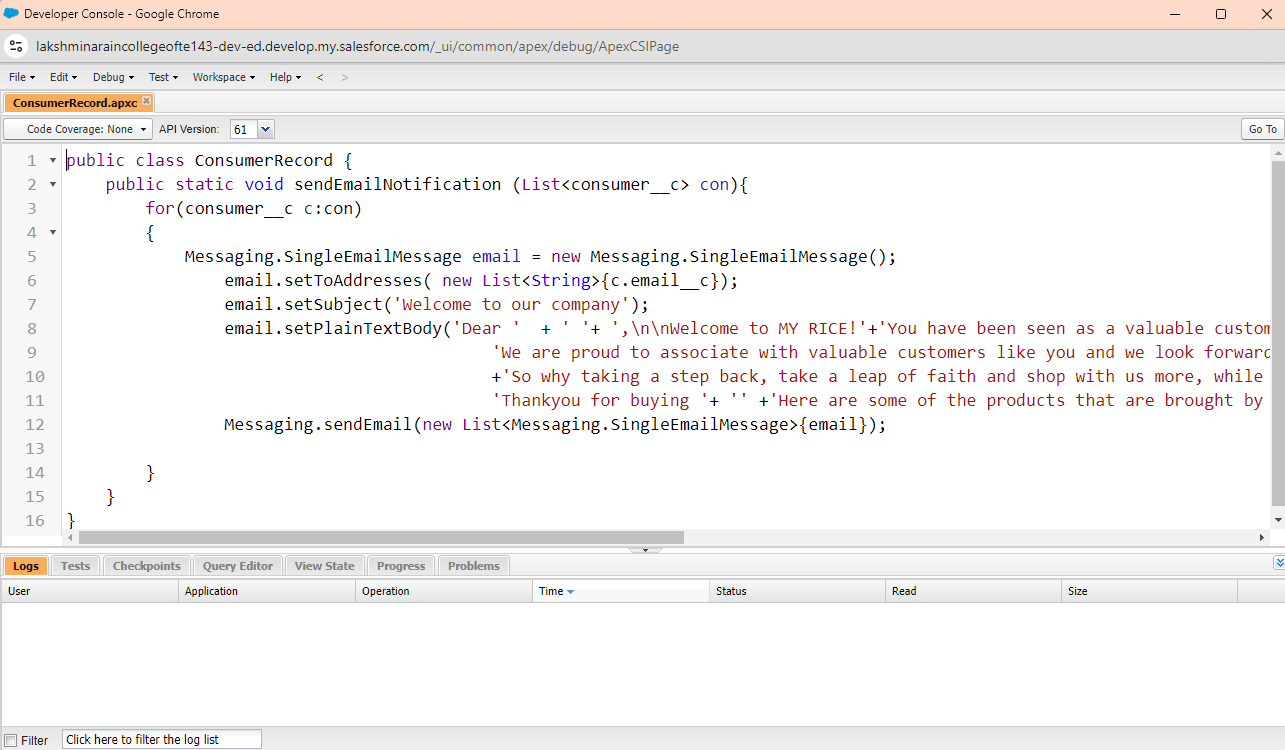 Developer Console - Google Chrome
lakshminaraincollegeofte143-dev-ed.develop.my.salesforce.com/_ui/common/apex/debug/ApexCSIPage
File Edit Debug Test Workspace Help < >
ConsumerRecord.apxc
Code Coverage: None API Version: 61 Go To
1 public class ConsumerRecord {
2 public static void sendEmailNotification (List<consumer__c> con){
3 for(consumer__c c:con)
4 {
5 Messaging.SingleEmailMessage email = new Messaging.SingleEmailMessage();
6 email.setToAddresses( new List<String>{c.email__c});
7 email.setSubject('Welcome to our company');
8 email.setPlainTextBody('Dear '  + ' '+ ',\n\nWelcome to MY RICE!'+'You have been seen as a valuable custom
9 'We are proud to associate with valuable customers like you and we look forward
10 +'So why taking a step back, take a leap of faith and shop with us more, while
11 'Thankyou for buying '+ '' +'Here are some of the products that are brought by
12 Messaging.sendEmail(new List<Messaging.SingleEmailMessage>{email});
13
14 }
15 }
16 }
Logs Tests Checkpoints Query Editor View State Progress Problems
User Application Operation Time Status Read Size
Filter Click here to filter the log list